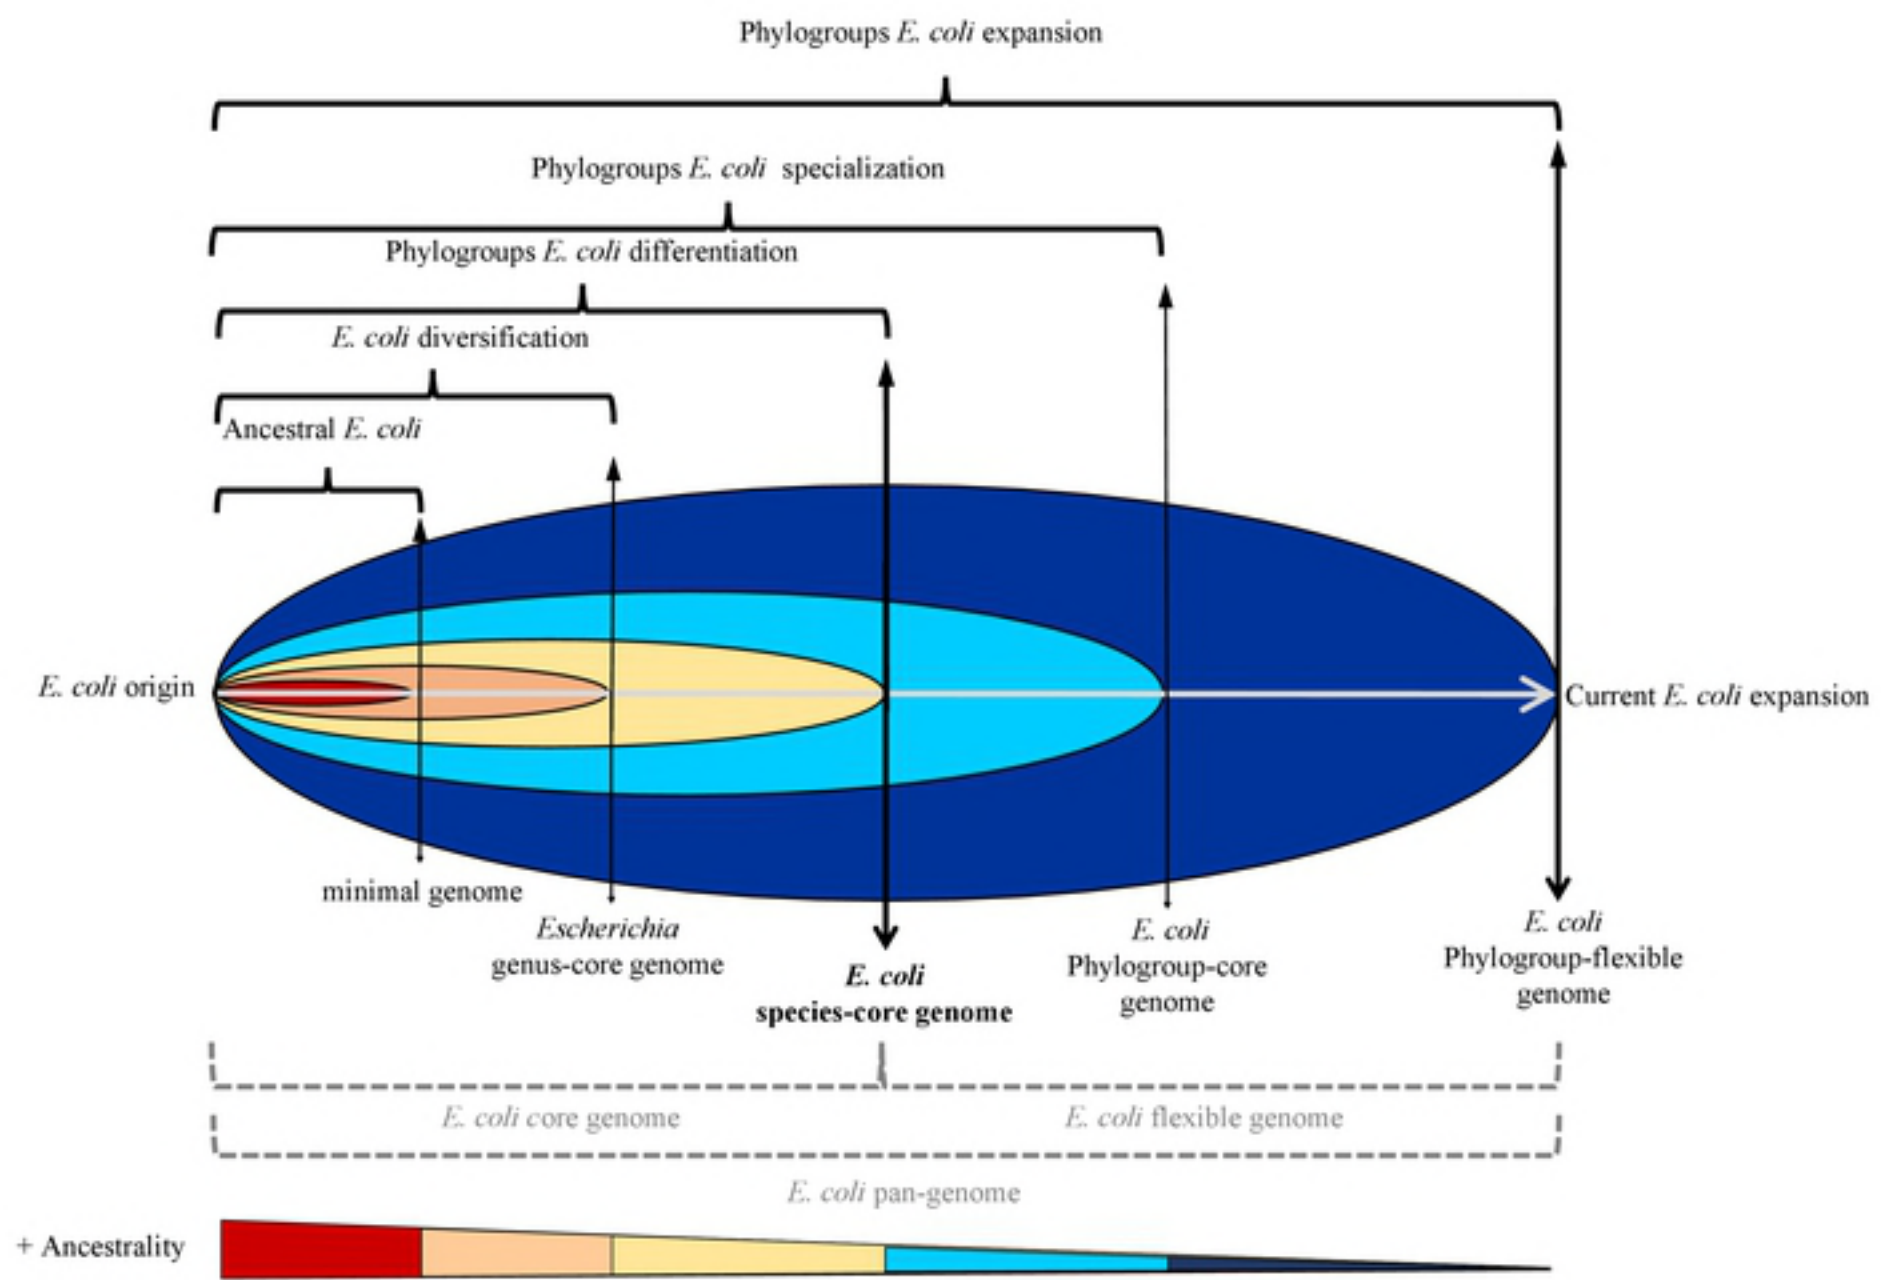 Phylogroups E. coli expansion
Phylogroups E. coli specialization
Phylogroups E. coli differentiation
E. coli diversification
Ancestral E. coli
E. coli origin
Current E. coli expansion
minimal genome
Escherichia
genus-core genome
E. coli
species-core genome
E. coli
Phylogroup-core
genome
E. coli
Phylogroup-flexible
genome
E. coli core genome
E. coli flexible genome
E. coli pan-genome
+ Ancestrality